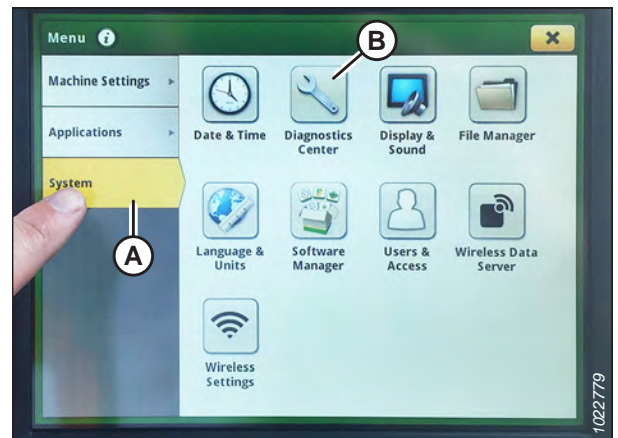 Menu i
B
Machine Settings
Applications
System
A
Date & Time
Diagnostics
Center
Display &
Sound
File Manager
Language &
Units
Software
Manager
Users &
Access
Wireless Data
Server
Wireless
Settings
1022779